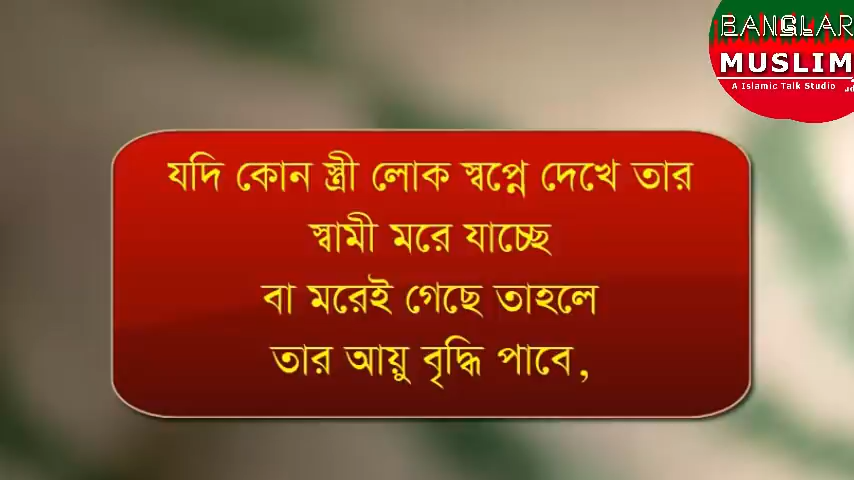 BANGLAR
MUSLIM
A Islamic Talk Studio
যদি কোন স্ত্রী লোক স্বপ্নে দেখে তার
স্বামী মরে যাচ্ছে
বা মরেই গেছে তাহলে
তার আয়ু বৃদ্ধি পাবে,